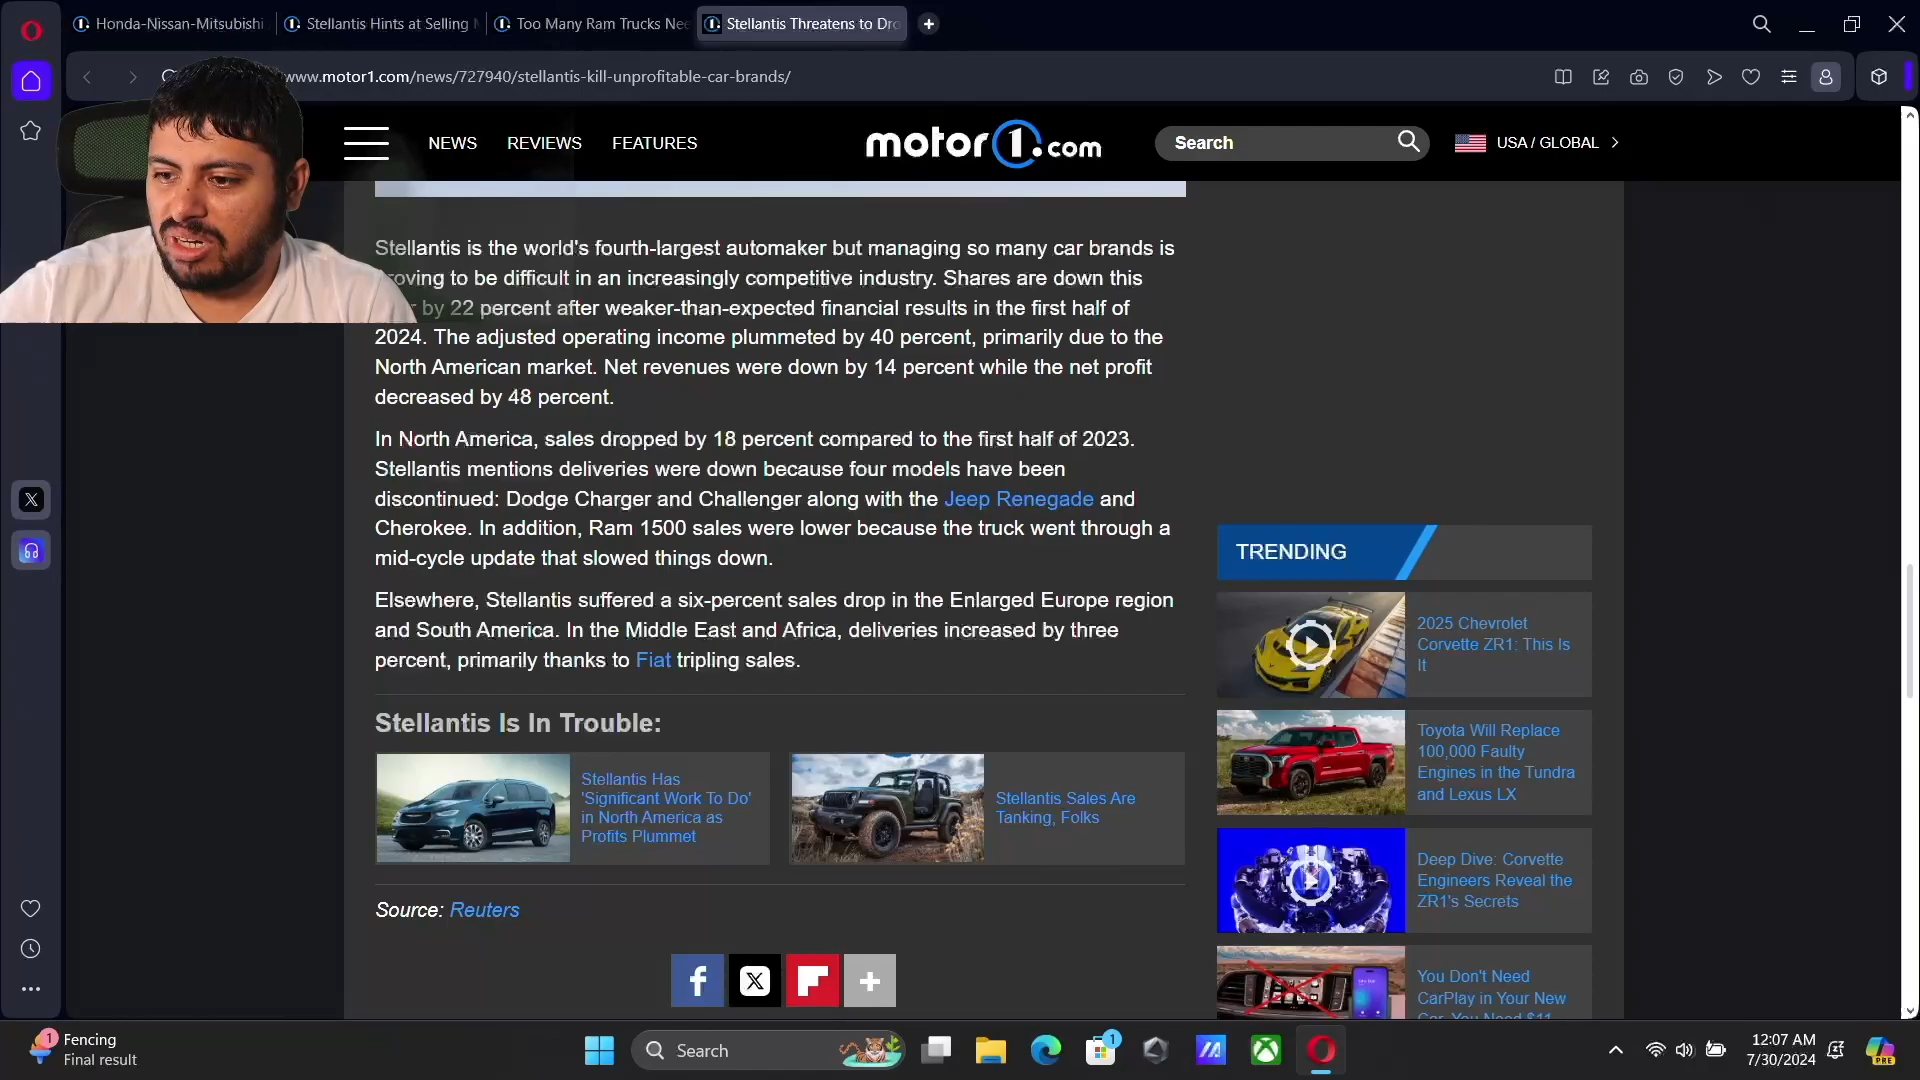 Honda-Nissan-Mitsubishi
Stellantis Hints at Selling
Too Many Ram Trucks Nee
Stellantis Threatens to Dro
www.motor1.com/news/727940/stellantis-kill-unprofitable-car-brands/
NEWS REVIEWS FEATURES
motor1.com
Search
USA / GLOBAL
Stellantis is the world's fourth-largest automaker but managing so many car brands is
to be difficult in an increasingly competitive industry. Shares are down this
by 22 percent after weaker-than-expected financial results in the first half of
2024. The adjusted operating income plummeted by 40 percent, primarily due to the
North American market. Net revenues were down by 14 percent while the net profit
decreased by 48 percent.
In North America, sales dropped by 18 percent compared to the first half of 2023.
Stellantis mentions deliveries were down because four models have been
discontinued: Dodge Charger and Challenger along with the Jeep Renegade and
Cherokee. In addition, Ram 1500 sales were lower because the truck went through a
mid-cycle update that slowed things down.
Elsewhere, Stellantis suffered a six-percent sales drop in the Enlarged Europe region
and South America. In the Middle East and Africa, deliveries increased by three
percent, primarily thanks to Fiat tripling sales.
Stellantis Is In Trouble:
Stellantis Has
'Significant Work To Do'
in North America as
Profits Plummet
Stellantis Sales Are
Tanking, Folks
Source: Reuters
TRENDING
2025 Chevrolet
Corvette ZR1: This Is
It
Toyota Will Replace
100,000 Faulty
Engines in the Tundra
and Lexus LX
Deep Dive: Corvette
Engineers Reveal the
ZR1's Secrets
You Don't Need
CarPlay in Your New
Car. You Need $11
1
Fencing
Final result
Search
1
12:07 AM
7/30/2024
PRE